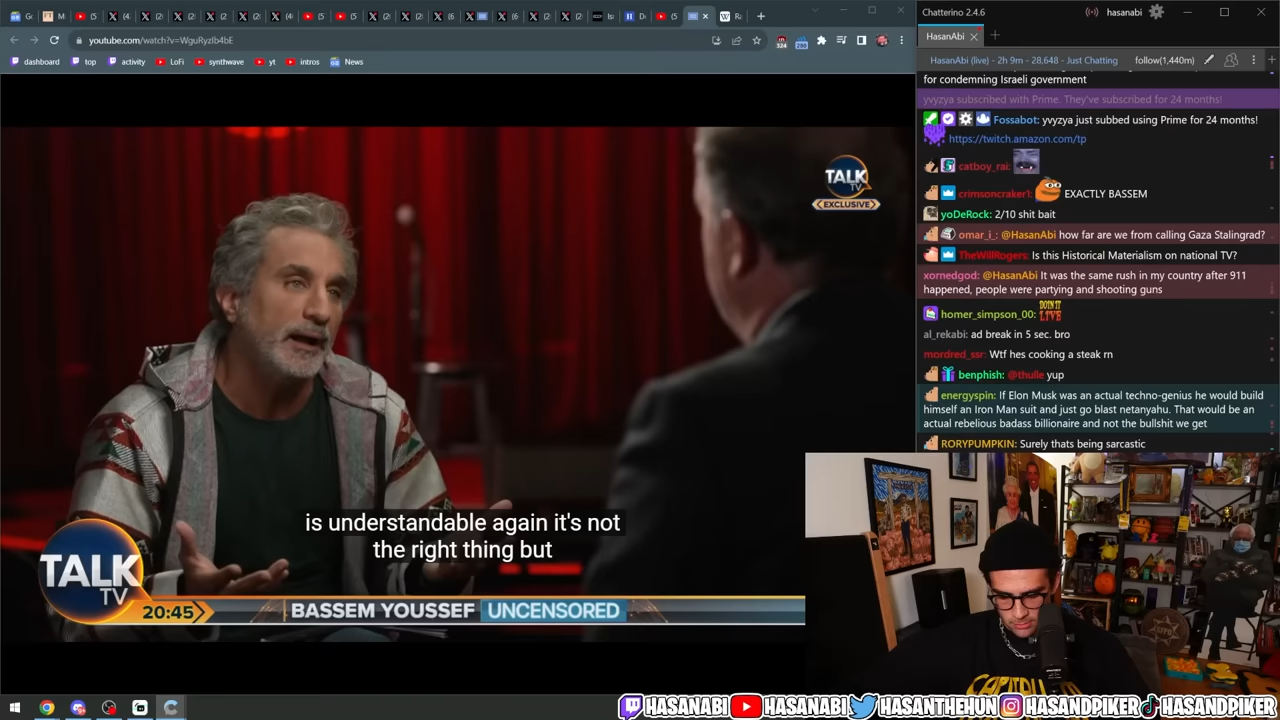 youtube.com/watch?v=WguRyzJb4bE
dashboard
top
activity
LoFi
synthwave
yt
intros
News
Chatterino 2.4.6
hasanabi
HasanAbi
HasanAbi (live) - 2h 9m - 28,648 - Just Chatting
follow(1,440m)
for condemning Israeli government
yvyzya subscribed with Prime. They've subscribed for 24 months!
Fossabot: yvyzya just subbed using Prime for 24 months!
https://twitch.amazon.com/tp
catboy_rai:
crimsoncraker1: EXACTLY BASSEM
yoDeRock: 2/10 shit bait
omar_i_: @HasanAbi how far are we from calling Gaza Stalingrad?
TheWillRogers: Is this Historical Materialism on national TV?
xornedgod: @HasanAbi It was the same rush in my country after 911
happened, people were partying and shooting guns
homer_simpson_00: DOIN IT LIVE
al_rekabi: ad break in 5 sec. bro
mordred_ssr: Wtf hes cooking a steak rn
benphish: @thulle yup
energyspin: If Elon Musk was an actual techno-genius he would build
himself an Iron Man suit and just go blast netanyahu. That would be an
actual rebelious badass billionaire and not the bullshit we get
RORYPUMPKIN: Surely thats being sarcastic
TALK
TV
EXCLUSIVE
is understandable again it's not
the right thing but
TALK
TV
20:45
BASSEM YOUSSEF UNCENSORED
HASANABI HASANABI HASANTHEHUN HASANDPIKER HASANDPIKER